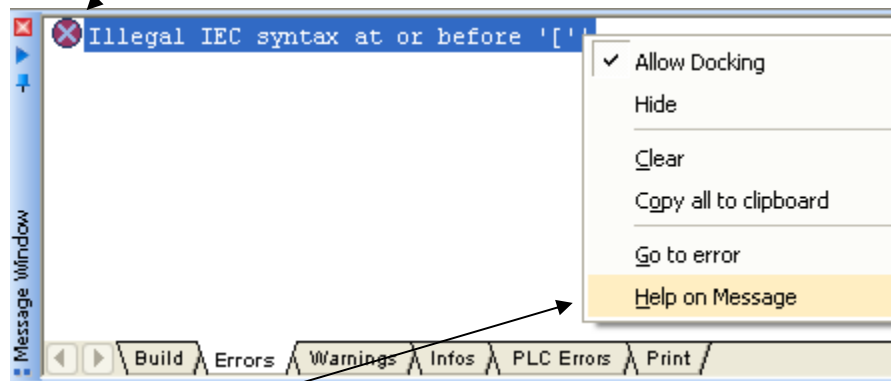 Illegal IEC syntax at or before '['
Allow Docking
Hide
Clear
Copy all to clipboard
Go to error
Help on Message
Message Window
Build
Errors
Warnings
Infos
PLC Errors
Print